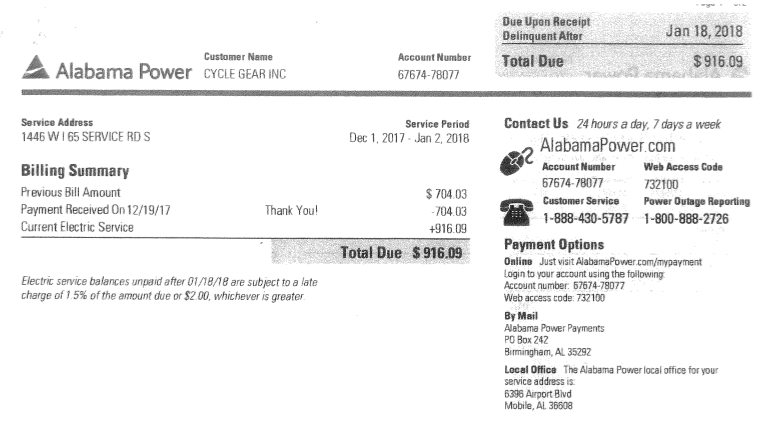 Due Upon Receipt
Delinquent After Jan 18, 2018
Total Due $916.09
Alabama Power
Customer Name
CYCLE GEAR INC
Account Number
67674-78077
Service Address
1446 W I 65 SERVICE RD S
Service Period
Dec 1, 2017 - Jan 2, 2018
Billing Summary
Previous Bill Amount $ 704.03
Payment Received On 12/19/17 Thank You! -704.03
Current Electric Service +916.09
Total Due $ 916.09
Electric service balances unpaid after 01/18/18 are subject to a late
charge of 1.5% of the amount due or $2.00, whichever is greater.
Contact Us 24 hours a day, 7 days a week
AlabamaPower.com
Account Number Web Access Code
67674-78077 732100
Customer Service Power Outage Reporting
1-888-430-5787 1-800-888-2726
Payment Options
Online Just visit AlabamaPower.com/mypayment
Login to your account using the following:
Account number: 67674-78077
Web access code: 732100
By Mail
Alabama Power Payments
PO Box 242
Birmingham, AL 35292
Local Office The Alabama Power local office for your
service address is:
6396 Airport Blvd
Mobile, AL 36608